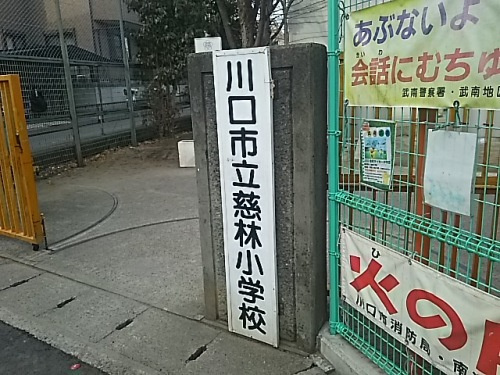 川口市立慈林小学校
あぶないよ
会話にむちゅ
武南警察署・武南地区
火の
ひ
川口市消防局・南